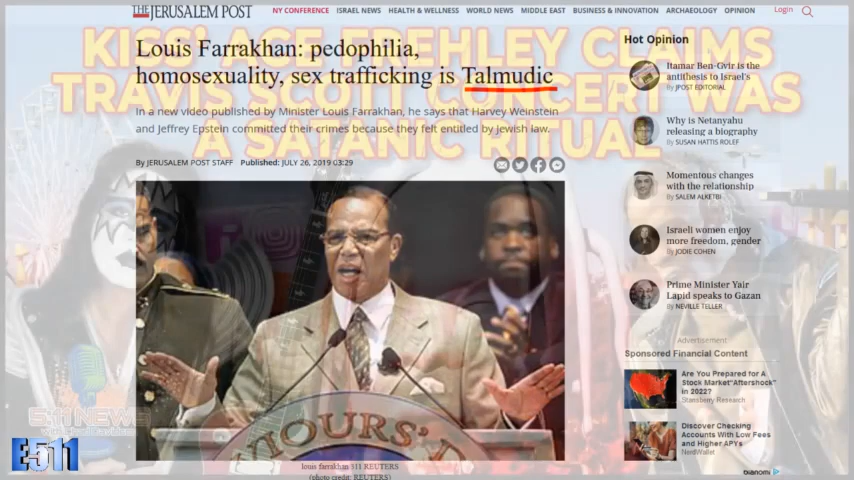 THE JERUSALEM POST
NY CONFERENCE ISRAEL NEWS HEALTH & WELLNESS WORLD NEWS MIDDLE EAST BUSINESS & INNOVATION ARCHAEOLOGY OPINION
Login
KISS' ACE FREHLEY CLAIMS
TRAVIS SCOTT CONCERT WAS
A SATANIC RITUAL
Louis Farrakhan: pedophilia,
homosexuality, sex trafficking is Talmudic
In a new video published by Minister Louis Farrakhan, he says that Harvey Weinstein
and Jeffrey Epstein committed their crimes because they felt entitled by Jewish law.
By JERUSALEM POST STAFF Published: JULY 26, 2019 03:29
HOURS'
louis farrakhan 311 REUTERS
(photo credit: REUTERS)
Hot Opinion
Itamar Ben-Gvir is the
antithesis to Israel's
By JPOST EDITORIAL
Why is Netanyahu
releasing a biography
By SUSAN HATTIS ROLEF
Momentous changes
with the relationship
By SALEM ALKETBI
Israeli women enjoy
more freedom, gender
By JODIE COHEN
Prime Minister Yair
Lapid speaks to Gazan
By NEVILLE TELLER
Advertisement
Sponsored Financial Content
Are You Prepared for A
Stock Market "Aftershock"
in 2022?
Stansberry Research
Discover Checking
Accounts With Low Fees
and Higher APYs
NerdWallet
bianomi
5:11 NEWS
E511